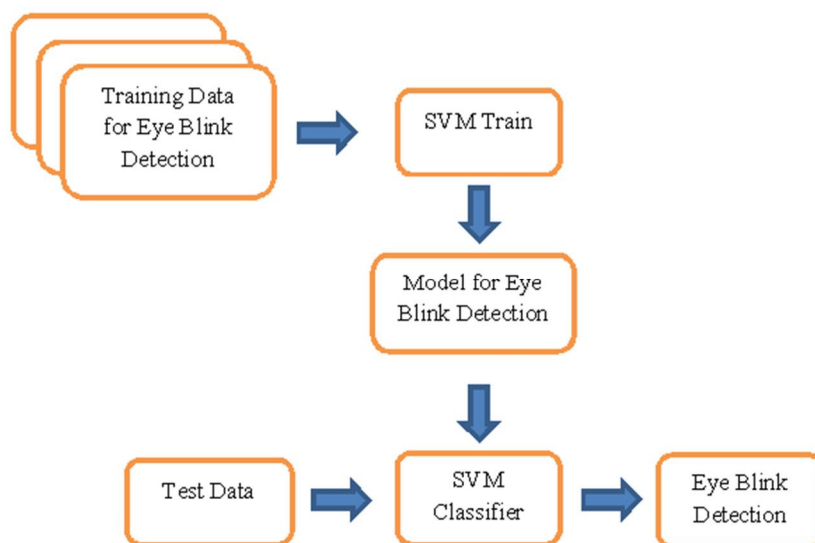 Training Data
for Eye Blink
Detection
SVM Train
Model for Eye
Blink Detection
Test Data
SVM
Classifier
Eye Blink
Detection